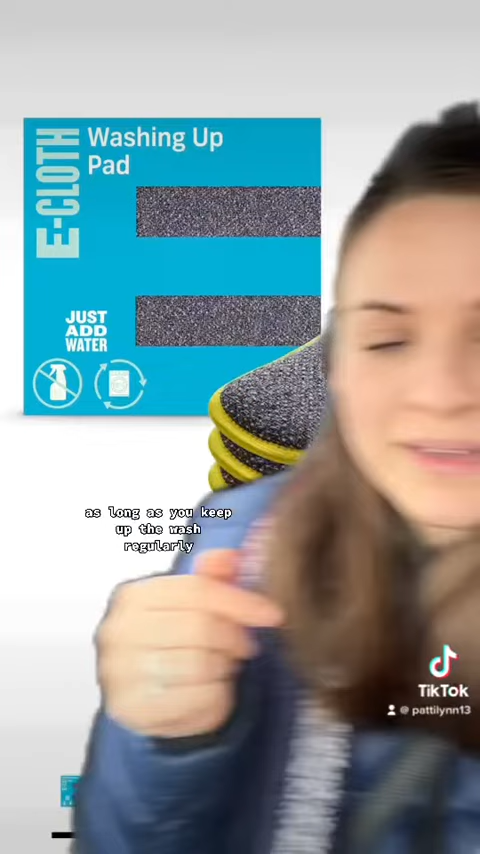 E-CLOTH
Washing Up
Pad
JUST
ADD
WATER
as long as you keep
up the wash
regularly
TikTok
@ pattilynn13